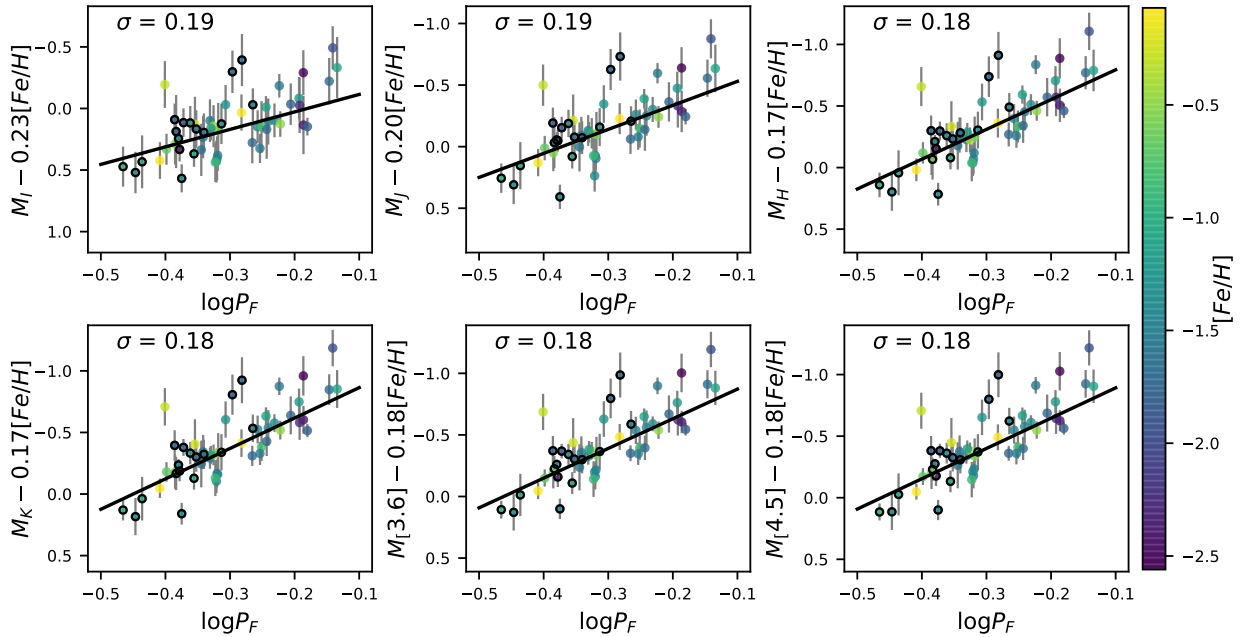 σ = 0.19
−0.5
0.0
0.5
1.0
M_I − 0.23[Fe/H]
−0.5 −0.4 −0.3 −0.2 −0.1
logP_F
σ = 0.19
−1.0
−0.5
0.0
0.5
M_J − 0.20[Fe/H]
−0.5 −0.4 −0.3 −0.2 −0.1
logP_F
σ = 0.18
−1.0
−0.5
0.0
0.5
M_H − 0.17[Fe/H]
−0.5 −0.4 −0.3 −0.2 −0.1
logP_F
σ = 0.18
−1.0
−0.5
0.0
0.5
M_K − 0.17[Fe/H]
−0.5 −0.4 −0.3 −0.2 −0.1
logP_F
σ = 0.18
−1.0
−0.5
0.0
0.5
M_[3.6] − 0.18[Fe/H]
−0.5 −0.4 −0.3 −0.2 −0.1
logP_F
σ = 0.18
−1.0
−0.5
0.0
0.5
M_[4.5] − 0.18[Fe/H]
−0.5 −0.4 −0.3 −0.2 −0.1
logP_F
−0.5
−1.0
−1.5
−2.0
−2.5
[Fe/H]